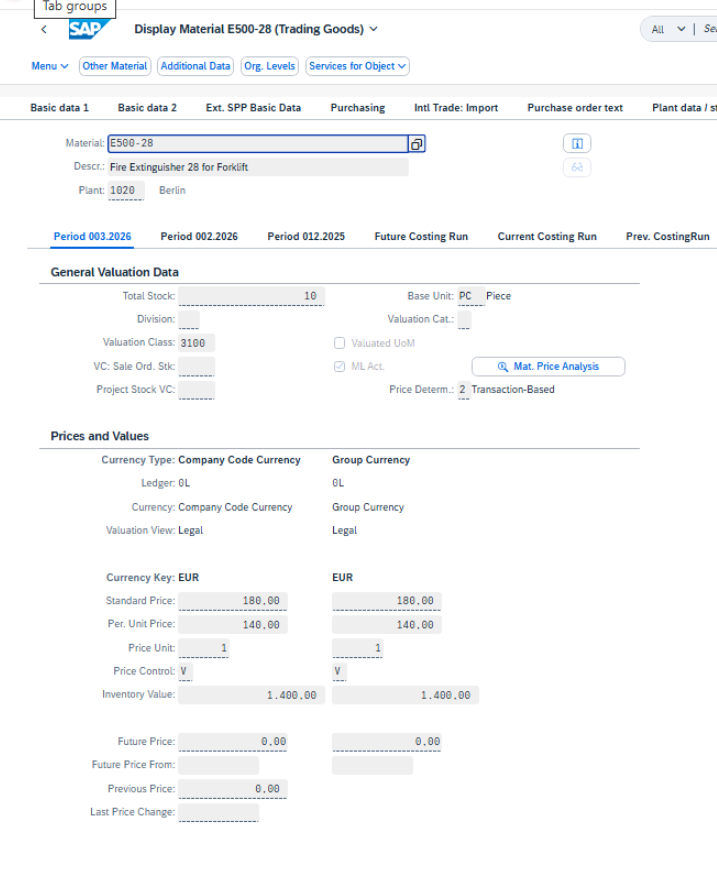 Tab groups
SAP Display Material E500-28 (Trading Goods) All
Menu Other Material Additional Data Org. Levels Services for Object
Basic data 1 Basic data 2 Ext. SPP Basic Data Purchasing Intl Trade: Import Purchase order text Plant data / st
Material: E500-28
Descr.: Fire Extinguisher 28 for Forklift
Plant: 1020 Berlin
Period 003.2026 Period 002.2026 Period 012.2025 Future Costing Run Current Costing Run Prev. CostingRun
General Valuation Data
Total Stock: 10 Base Unit: PC Piece
Division: Valuation Cat.:
Valuation Class: 3100 Valuated UoM
VC: Sale Ord. Stk: ML Act. Mat. Price Analysis
Project Stock VC: Price Determ.: 2 Transaction-Based
Prices and Values
Currency Type: Company Code Currency Group Currency
Ledger: 0L 0L
Currency: Company Code Currency Group Currency
Valuation View: Legal Legal
Currency Key: EUR EUR
Standard Price: 180,00 180,00
Per. Unit Price: 140,00 140,00
Price Unit: 1 1
Price Control: V V
Inventory Value: 1.400,00 1.400,00
Future Price: 0,00 0,00
Future Price From:
Previous Price: 0,00
Last Price Change: